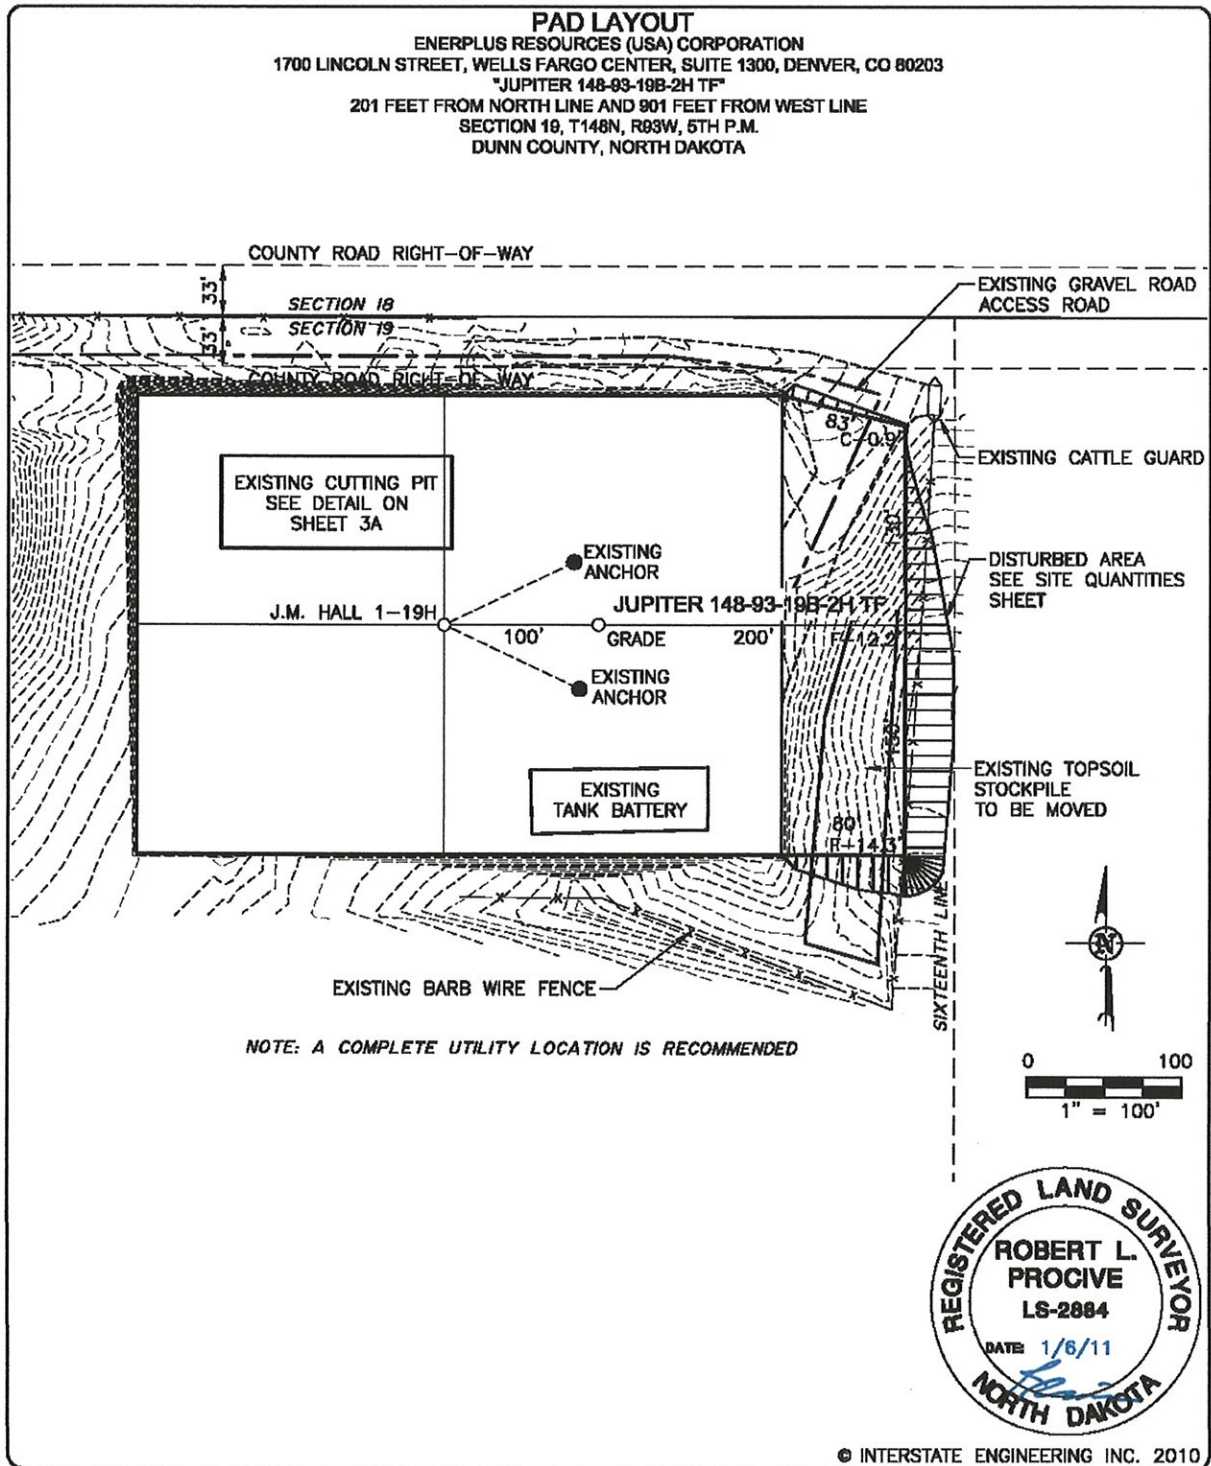 PAD LAYOUT
ENERPLUS RESOURCES (USA) CORPORATION
1700 LINCOLN STREET, WELLS FARGO CENTER, SUITE 1300, DENVER, CO 80203
"JUPITER 148-93-19B-2H TF"
201 FEET FROM NORTH LINE AND 901 FEET FROM WEST LINE
SECTION 19, T148N, R93W, 5TH P.M.
DUNN COUNTY, NORTH DAKOTA
COUNTY ROAD RIGHT-OF-WAY
33'
SECTION 18
SECTION 19
33'
COUNTY ROAD RIGHT-OF-WAY
EXISTING GRAVEL ROAD
ACCESS ROAD
83'
C-0.9'
EXISTING CATTLE GUARD
EXISTING CUTTING PIT
SEE DETAIL ON
SHEET 3A
EXISTING
ANCHOR
DISTURBED AREA
SEE SITE QUANTITIES
SHEET
J.M. HALL 1-19H
JUPITER 148-93-19B-2H TF
100'
GRADE
200'
F-12.2'
EXISTING
ANCHOR
EXISTING
TANK BATTERY
EXISTING TOPSOIL
STOCKPILE
TO BE MOVED
80'
F-14.3'
SIXTEENTH LINE
EXISTING BARB WIRE FENCE
NOTE: A COMPLETE UTILITY LOCATION IS RECOMMENDED
N
0 100
1" = 100'
REGISTERED LAND SURVEYOR
ROBERT L.
PROCIVE
LS-2884
DATE: 1/6/11
NORTH DAKOTA
© INTERSTATE ENGINEERING INC. 2010